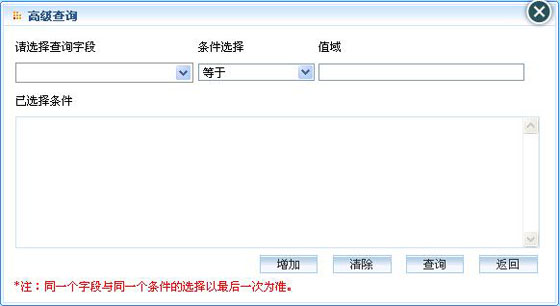 高级查询
请选择查询字段 条件选择 值域
等于
已选择条件
增加 清除 查询 返回
*注：同一个字段与同一个条件的选择以最后一次为准。